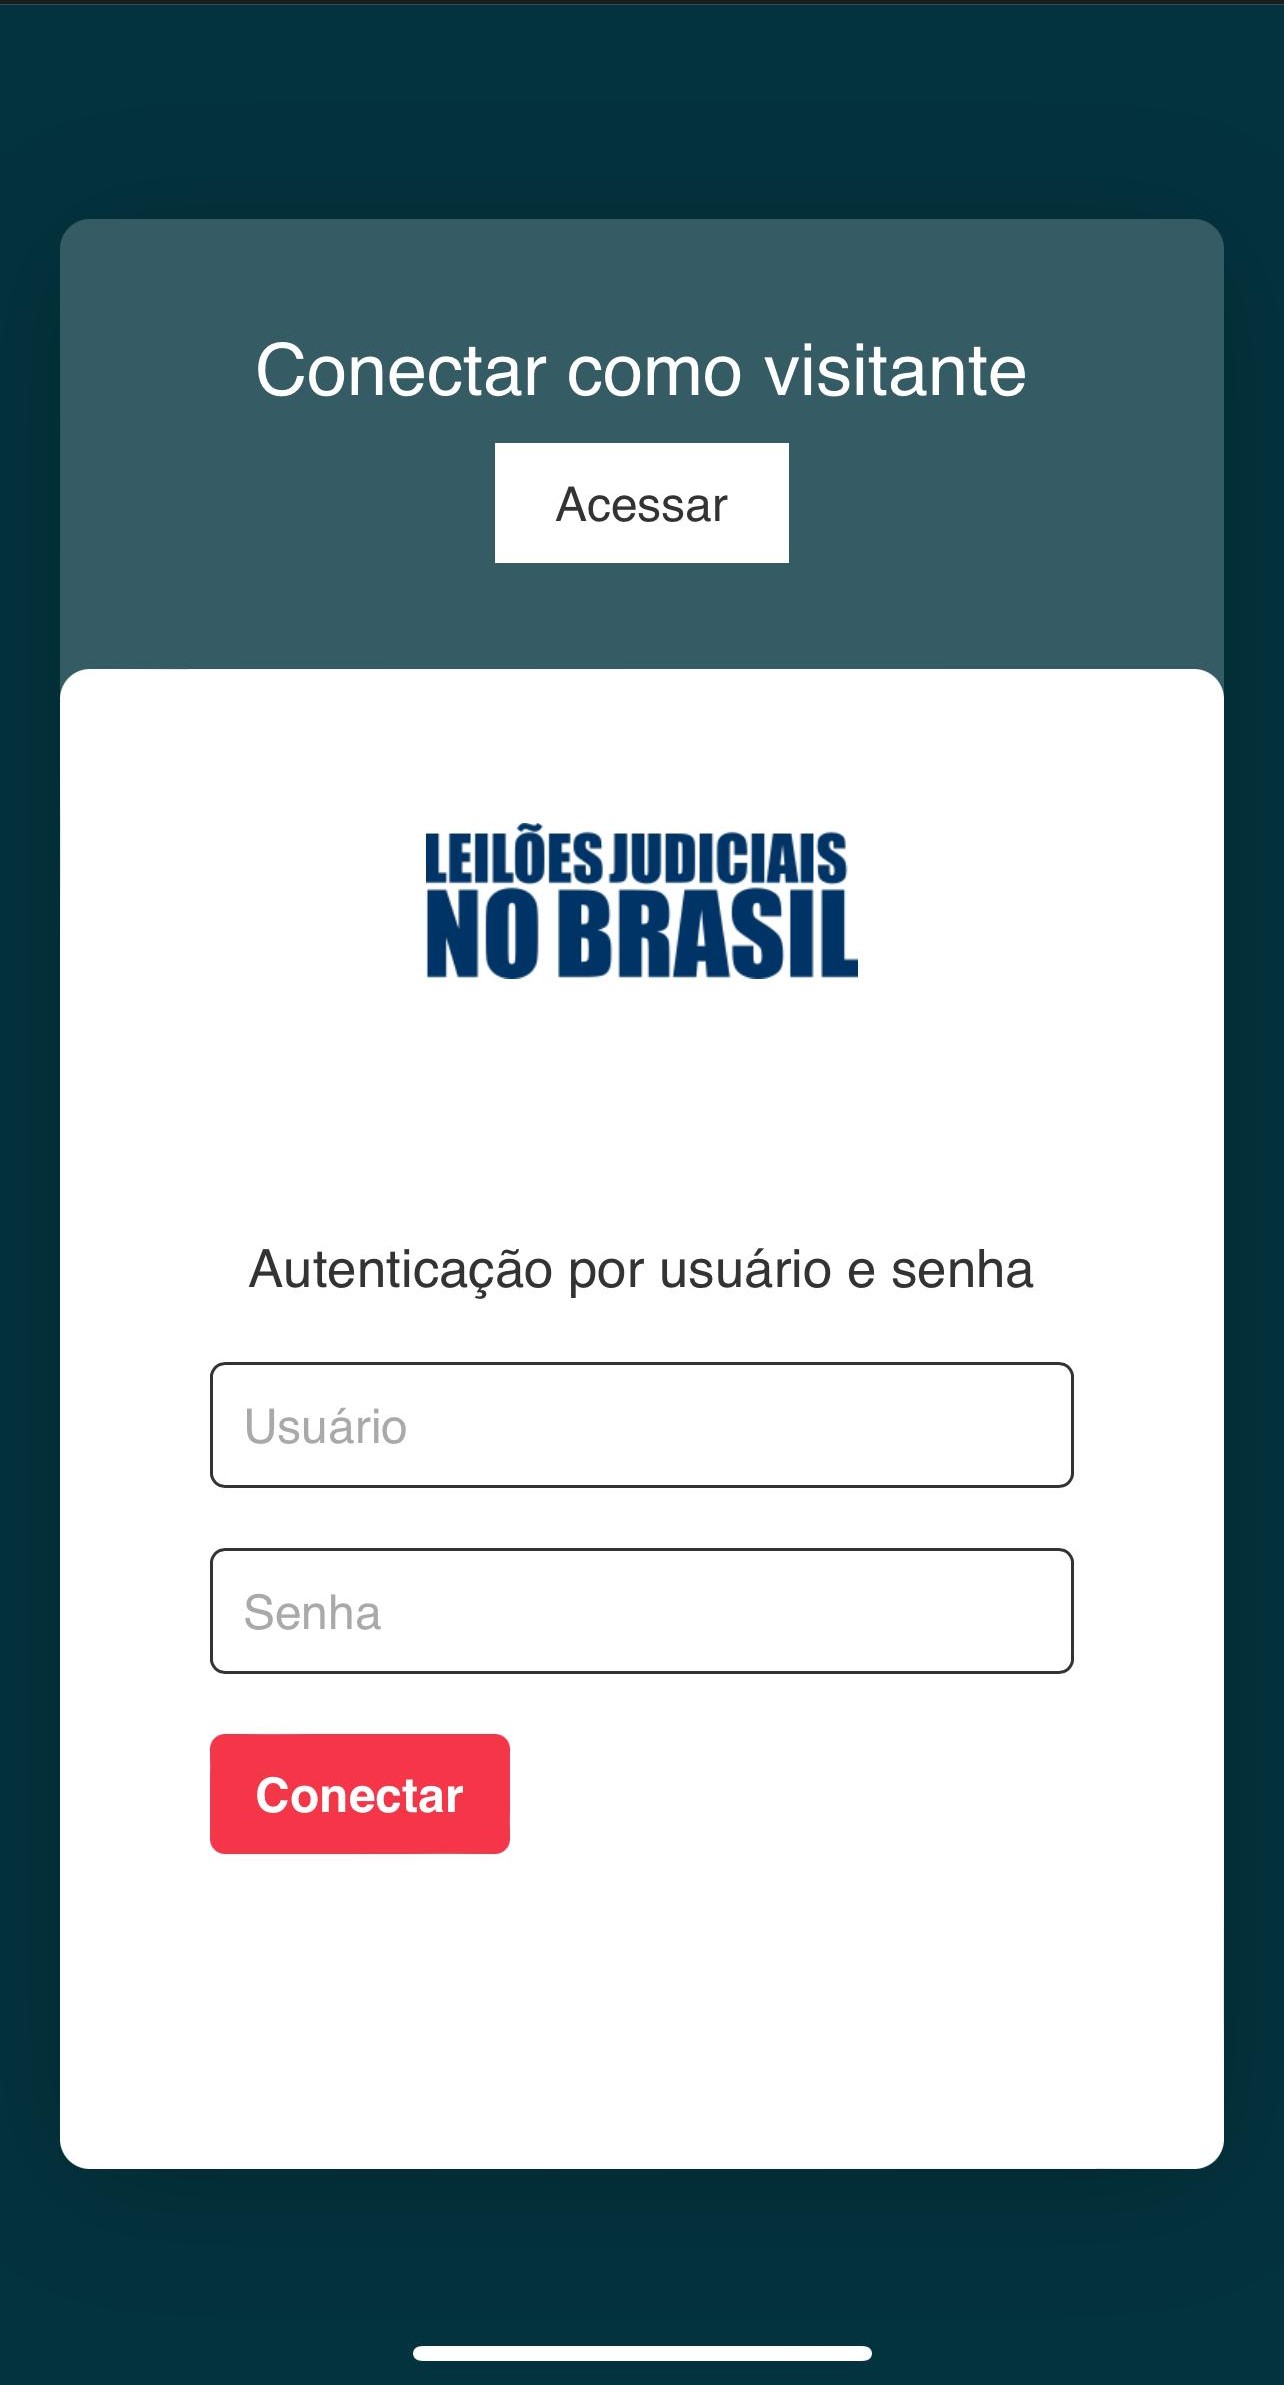 Conectar como visitante
Acessar
LEILÕES JUDICIAIS
NO BRASIL
Autenticação por usuário e senha
Usuário
Senha
Conectar